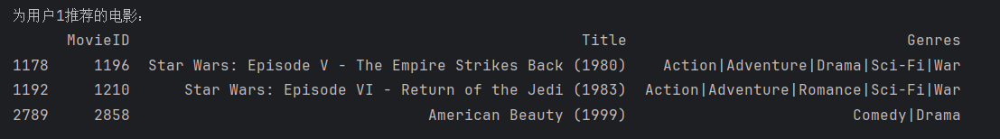 为用户1推荐的电影：
MovieID Title Genres
1178 1196 Star Wars: Episode V - The Empire Strikes Back (1980) Action|Adventure|Drama|Sci-Fi|War
1192 1210 Star Wars: Episode VI - Return of the Jedi (1983) Action|Adventure|Romance|Sci-Fi|War
2789 2858 American Beauty (1999) Comedy|Drama